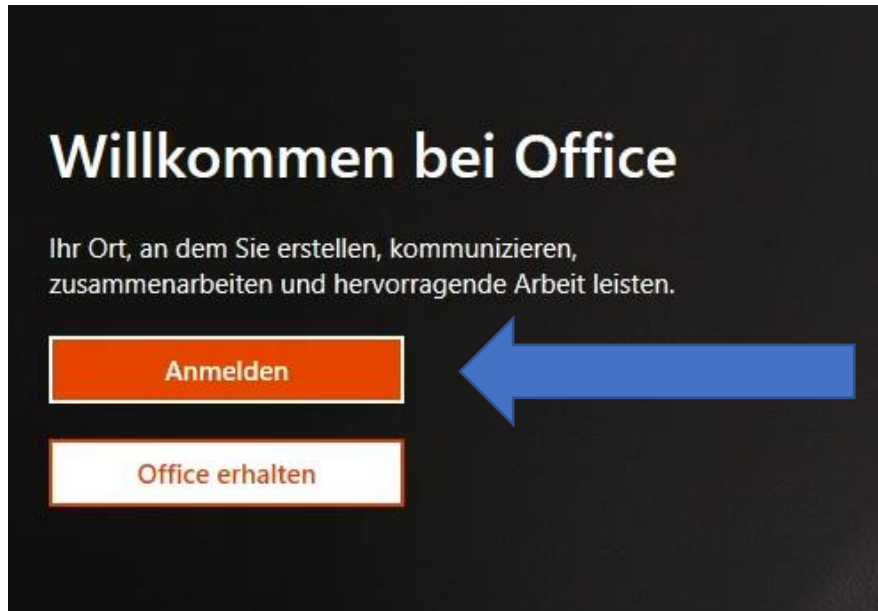 Willkommen bei Office
Ihr Ort, an dem Sie erstellen, kommunizieren,
zusammenarbeiten und hervorragende Arbeit leisten.
Anmelden
Office erhalten